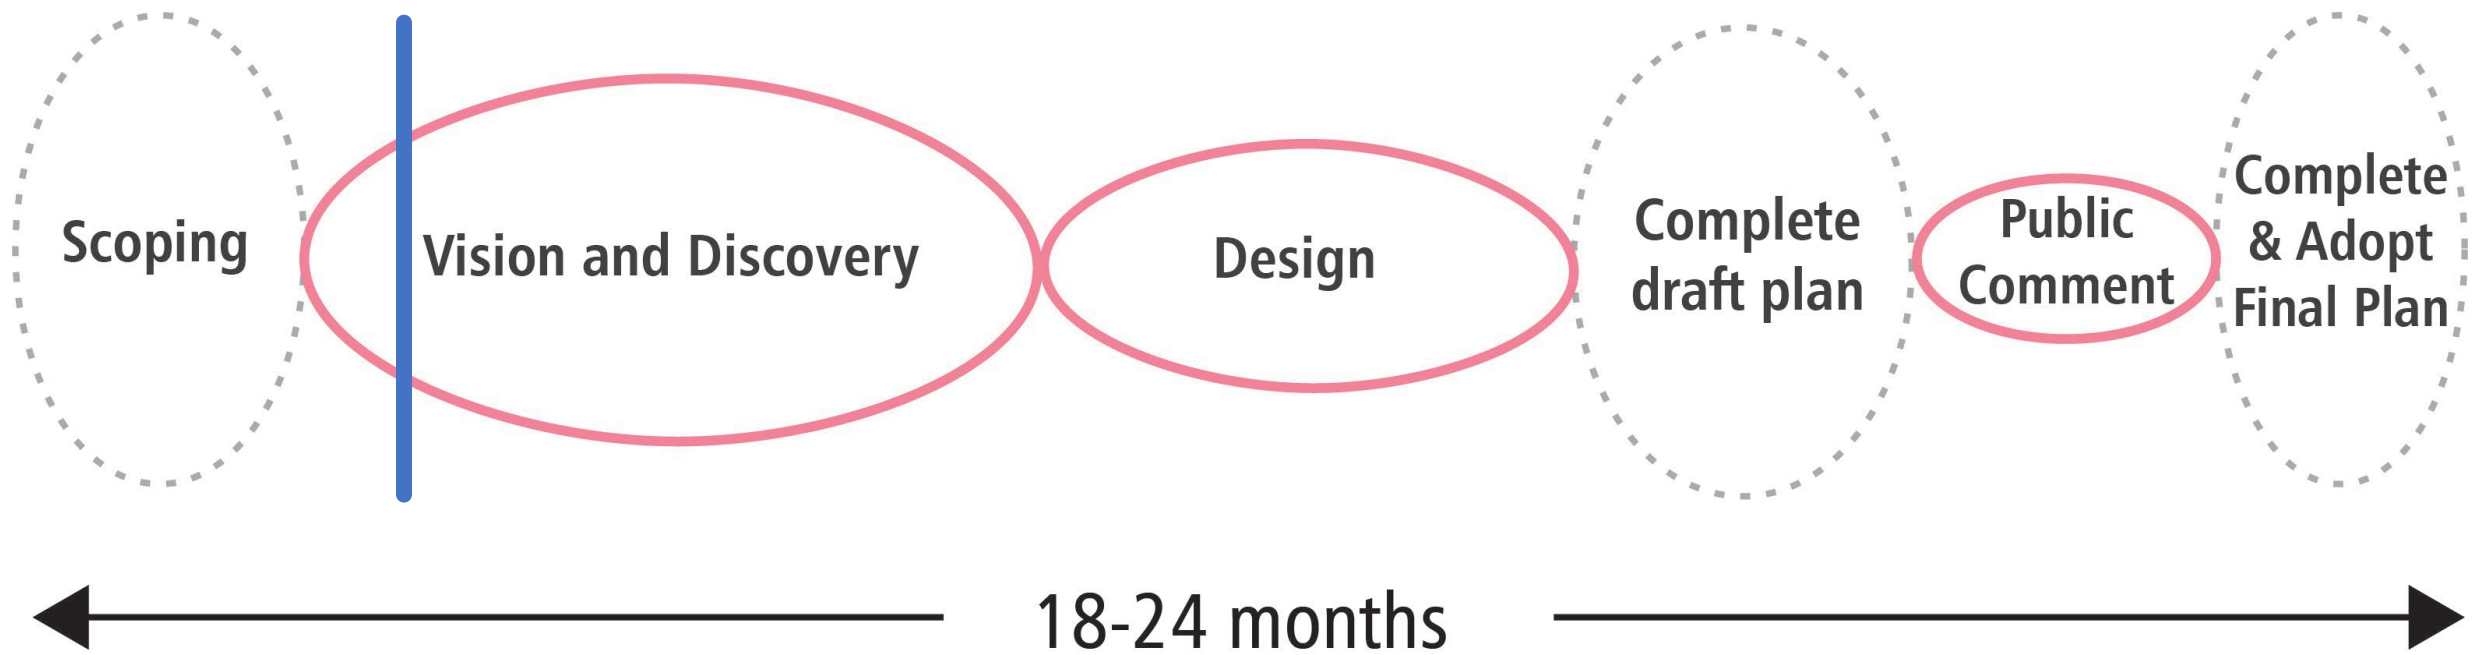 Scoping
Vision and Discovery
Design
Complete
draft plan
Public
Comment
Complete
& Adopt
Final Plan
18-24 months